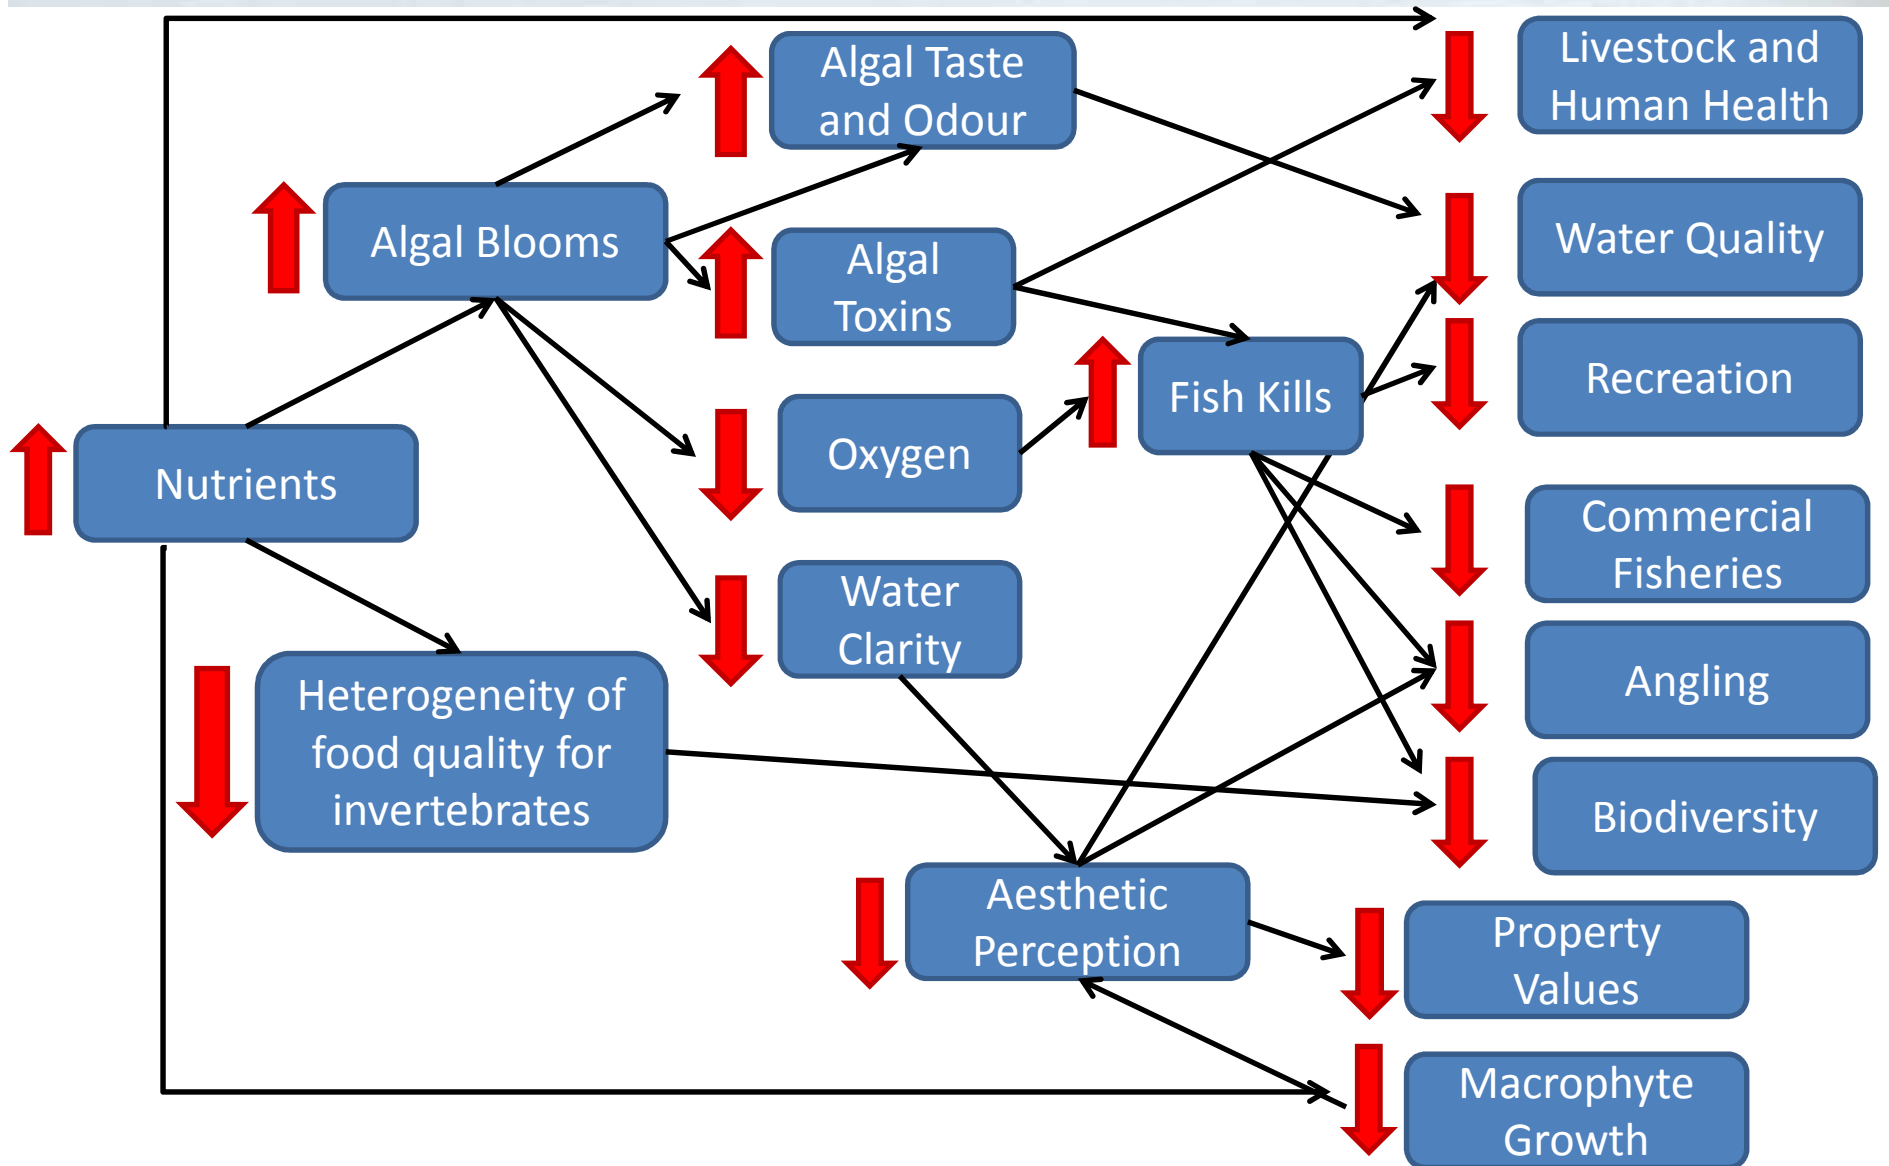 Algal Taste
and Odour
Livestock and
Human Health
Algal Blooms
Algal
Toxins
Water Quality
Fish Kills
Recreation
Nutrients
Oxygen
Commercial
Fisheries
Water
Clarity
Heterogeneity of
food quality for
invertebrates
Angling
Biodiversity
Aesthetic
Perception
Property
Values
Macrophyte
Growth